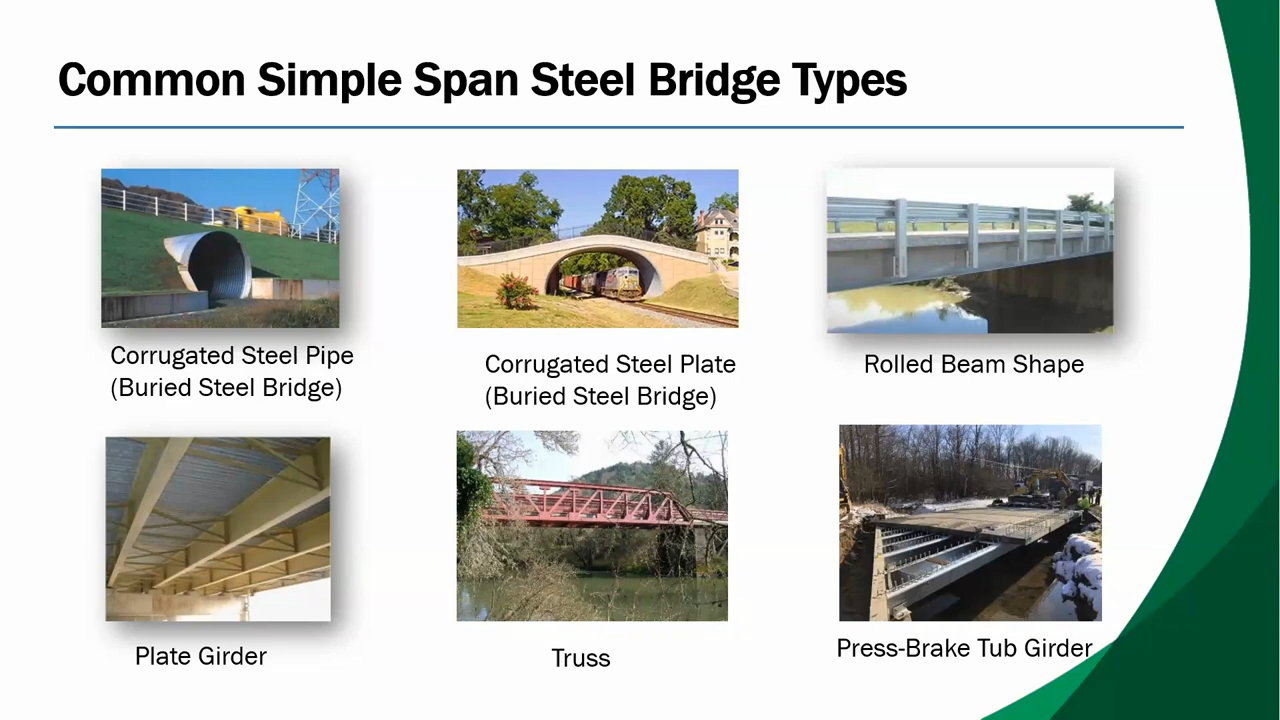 Common Simple Span Steel Bridge Types
Corrugated Steel Pipe
(Buried Steel Bridge)
Corrugated Steel Plate
(Buried Steel Bridge)
Rolled Beam Shape
Plate Girder
Truss
Press-Brake Tub Girder